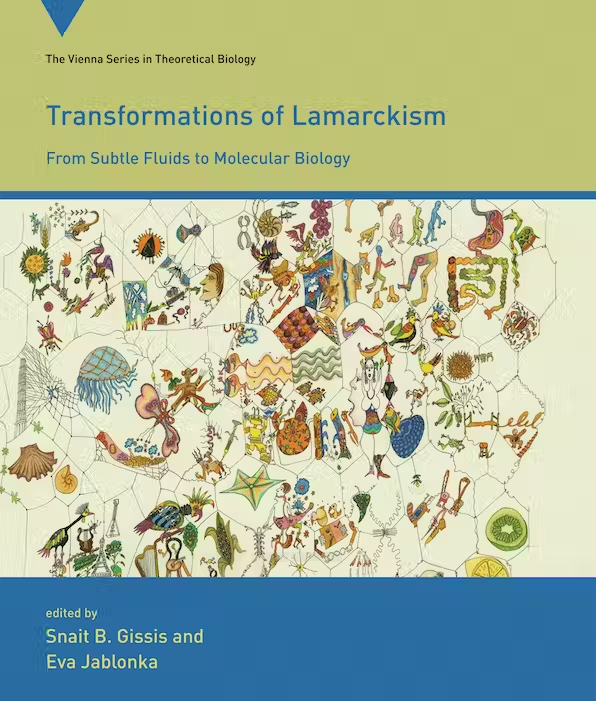 The Vienna Series in Theoretical Biology
Transformations of Lamarckism
From Subtle Fluids to Molecular Biology
edited by
Snait B. Gissis and
Eva Jablonka